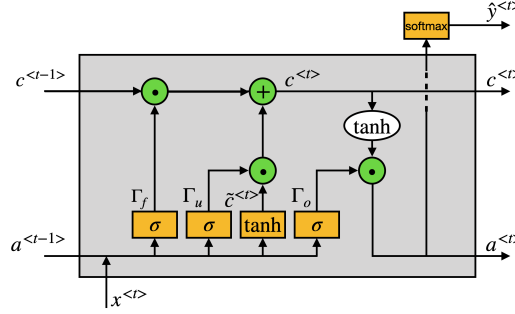 ŷ<t>
softmax
c<t-1>
c<t>
c<t>
+
tanh
Γf
Γu
c̃<t>
Γo
σ
σ
tanh
σ
a<t-1>
a<t>
x<t>